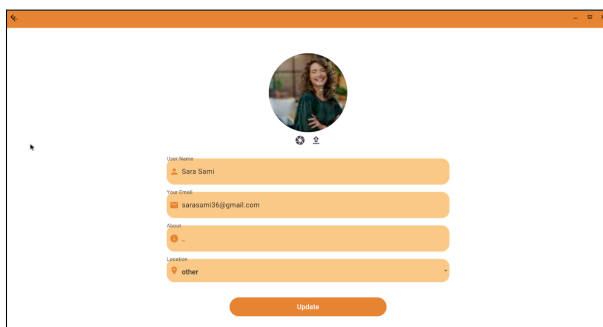 User Name
Sara Sami
Your Email
sarasami36@gmail.com
About
..
Location
other
Update